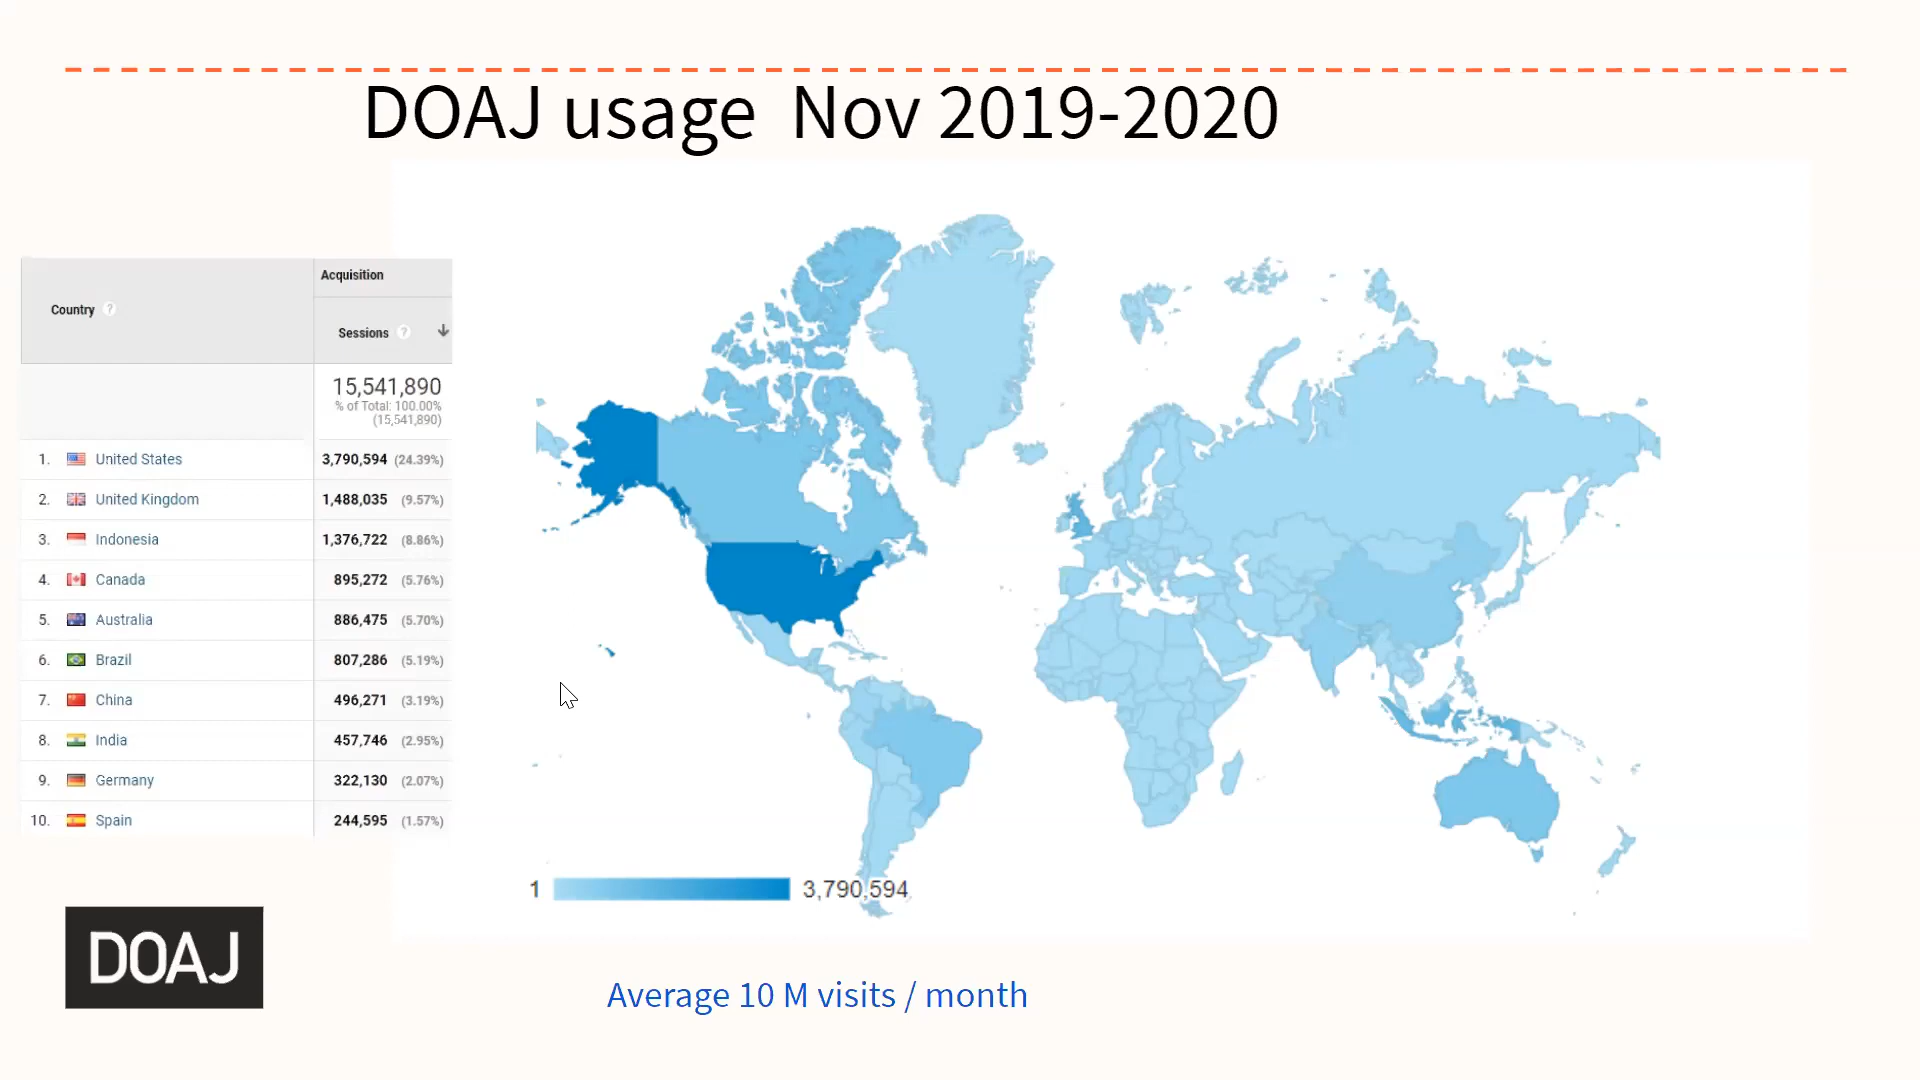 DOAJ usage Nov 2019-2020
Country ?
Acquisition
Sessions ?
15,541,890
% of Total: 100.00%
(15,541,890)
1. United States 3,790,594 (24.39%)
2. United Kingdom 1,488,035 (9.57%)
3. Indonesia 1,376,722 (8.86%)
4. Canada 895,272 (5.76%)
5. Australia 886,475 (5.70%)
6. Brazil 807,286 (5.19%)
7. China 496,271 (3.19%)
8. India 457,746 (2.95%)
9. Germany 322,130 (2.07%)
10. Spain 244,595 (1.57%)
1 3,790,594
DOAJ
Average 10 M visits / month